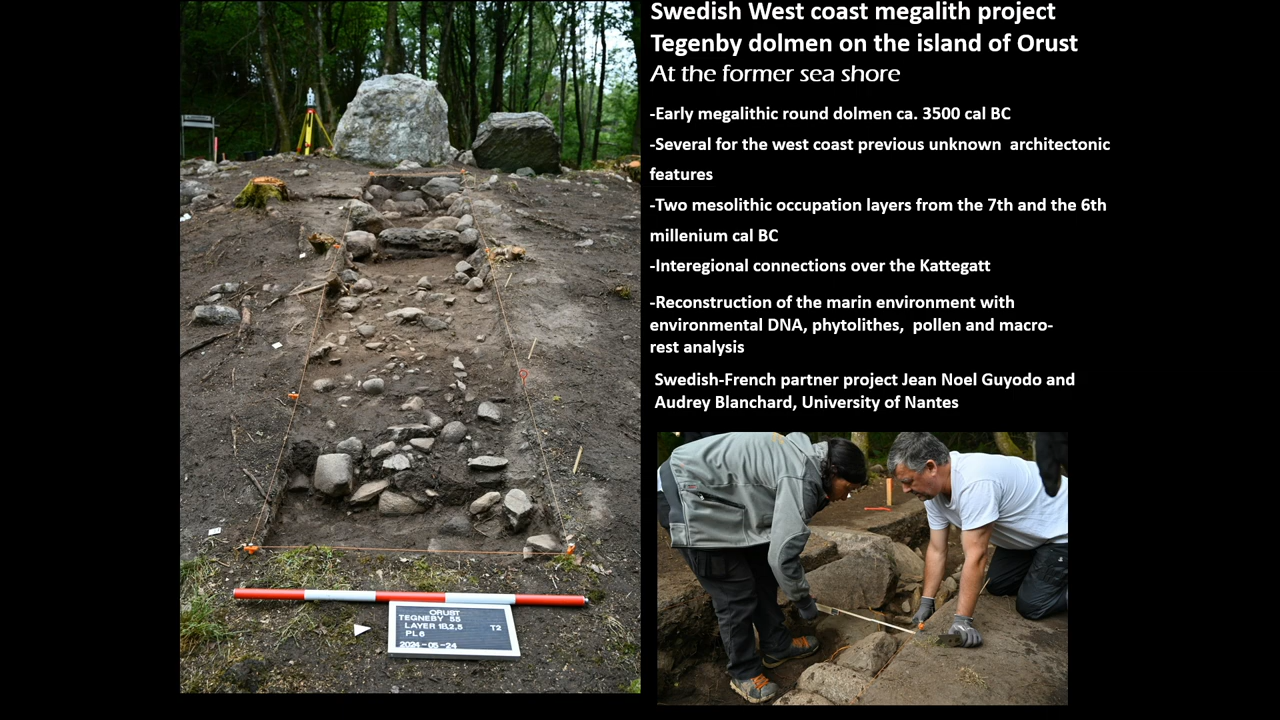 Swedish West coast megalith project
Tegenby dolmen on the island of Orust
At the former sea shore
-Early megalithic round dolmen ca. 3500 cal BC
-Several for the west coast previous unknown architectonic
features
-Two mesolithic occupation layers from the 7th and the 6th
millenium cal BC
-Interegional connections over the Kattegatt
-Reconstruction of the marin environment with
environmental DNA, phytolithes, pollen and macro-
rest analysis
Swedish-French partner project Jean Noel Guyodo and
Audrey Blanchard, University of Nantes
ORUST
TEGNEBY 55
LAYER 1B,2,5 T2
PL 6
2024-05-24